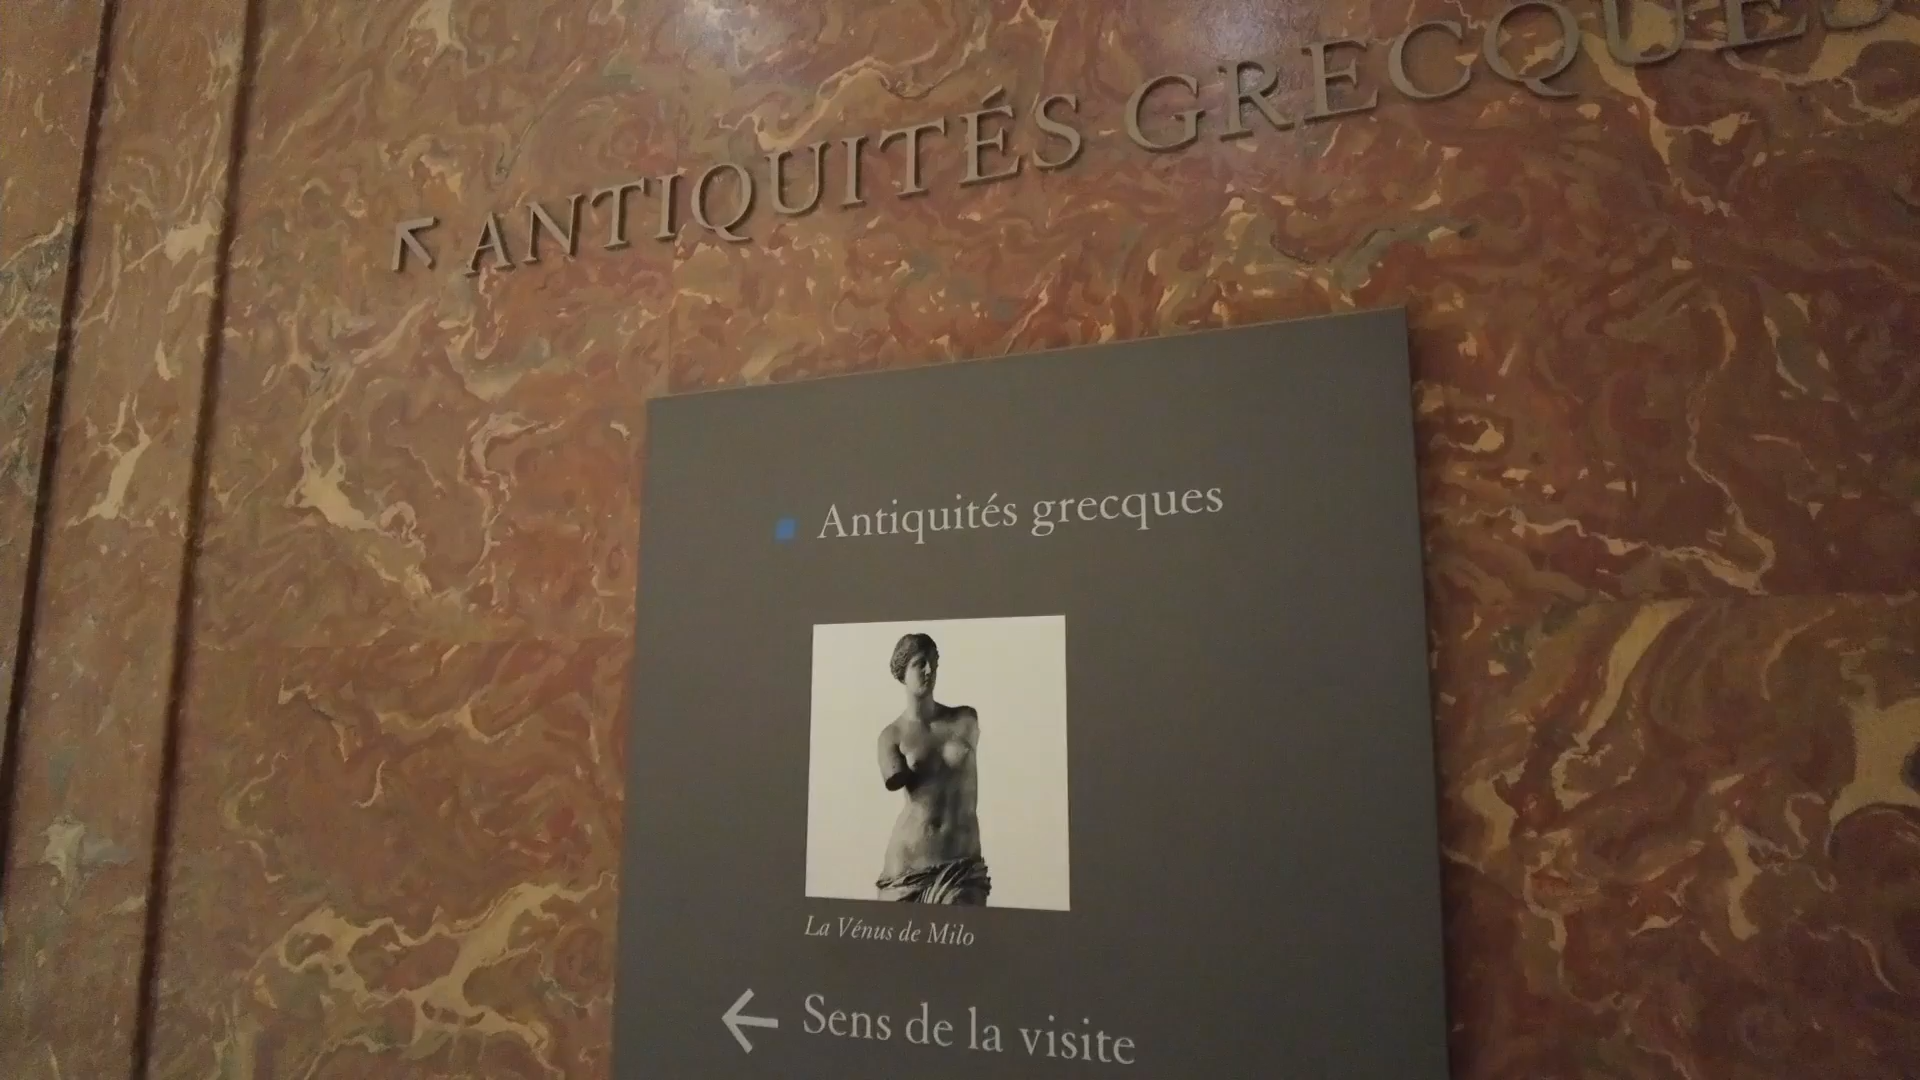 ANTIQUITÉS GRECQUES
Antiquités grecques
La Vénus de Milo
Sens de la visite